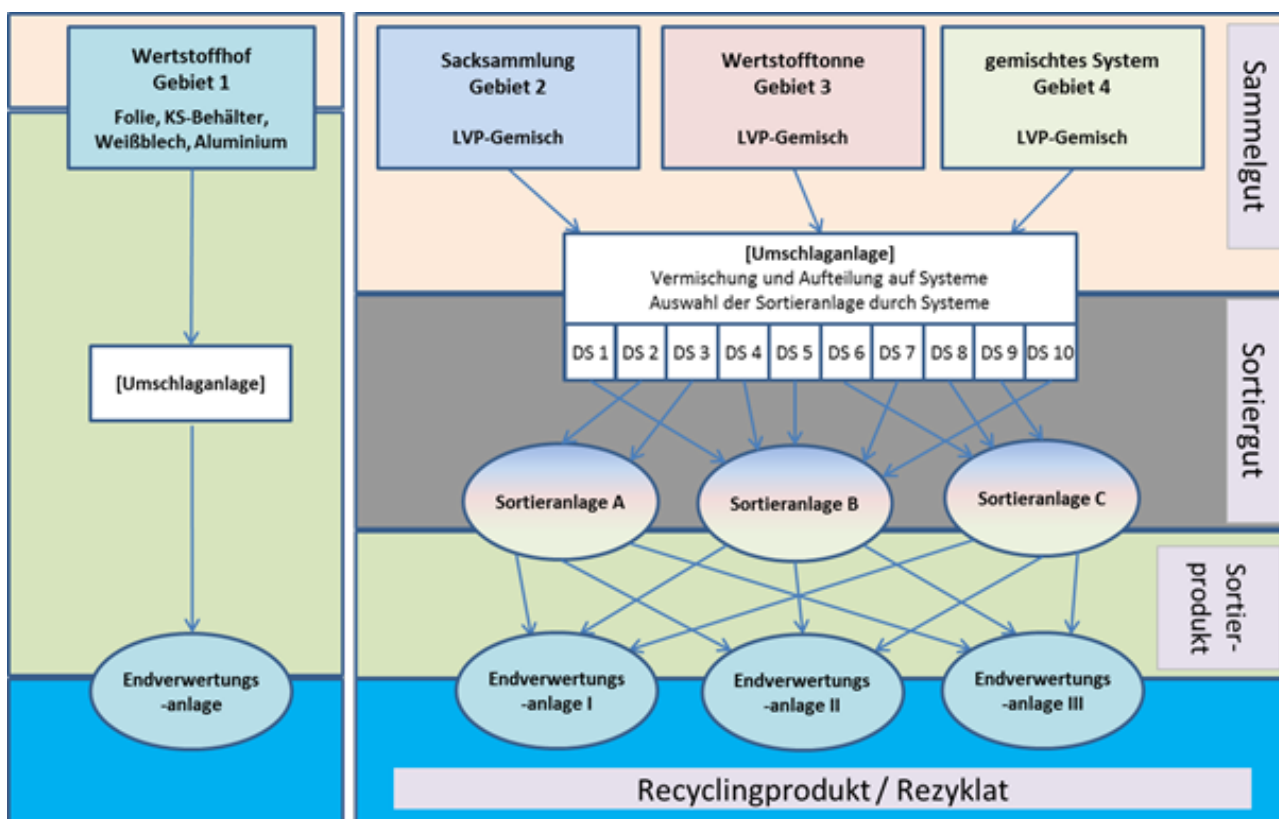 Wertstoffhof
Gebiet 1
Folie, KS-Behälter,
Weißblech, Aluminium
[Umschlaganlage]
Endverwertungs
-anlage
Sacksammlung
Gebiet 2
LVP-Gemisch
Wertstofftonne
Gebiet 3
LVP-Gemisch
gemischtes System
Gebiet 4
LVP-Gemisch
Sammelgut
[Umschlaganlage]
Vermischung und Aufteilung auf Systeme
Auswahl der Sortieranlage durch Systeme
DS 1
DS 2
DS 3
DS 4
DS 5
DS 6
DS 7
DS 8
DS 9
DS 10
Sortiergut
Sortieranlage A
Sortieranlage B
Sortieranlage C
Sortier-
produkt
Endverwertungs
-anlage I
Endverwertungs
-anlage II
Endverwertungs
-anlage III
Recyclingprodukt / Rezyklat